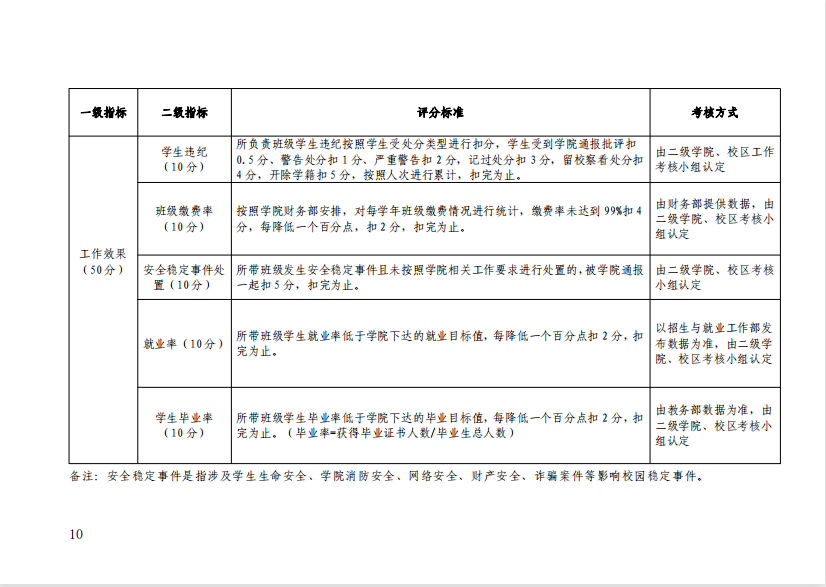 一级指标 二级指标 评分标准 考核方式
工作效果
（50分）
学生违纪
（10分）
所负责班级学生违纪按照学生受处分类型进行扣分，学生受到学院通报批评扣
0.5分、警告处分扣1分、严重警告扣2分，记过处分扣3分，留校察看处分扣
4分，开除学籍扣5分，按照人次进行累计，扣完为止。
由二级学院、校区工作
考核小组认定
班级缴费率
（10分）
按照学院财务部安排，对每学年班级缴费情况进行统计，缴费率未达到99%扣4
分，每降低一个百分点，扣2分，扣完为止。
由财务部提供数据，由
二级学院、校区考核小
组认定
安全稳定事件处
置（10分）
所带班级发生安全稳定事件且未按照学院相关工作要求进行处置的，被学院通报
一起扣5分，扣完为止。
由二级学院、校区考核
小组认定
就业率（10分）
所带班级学生就业率低于学院下达的就业目标值，每降低一个百分点扣2分，扣
完为止。
以招生与就业工作部发
布数据为准，由二级学
院、校区考核小组认定
学生毕业率
（10分）
所带班级学生毕业率低于学院下达的毕业目标值，每降低一个百分点扣2分，扣
完为止。（毕业率=获得毕业证书人数/毕业生总人数）
由教务部数据为准，由
二级学院、校区考核小
组认定
备注：安全稳定事件是指涉及学生生命安全、学院消防安全、网络安全、财产安全、诈骗案件等影响校园稳定事件。
10